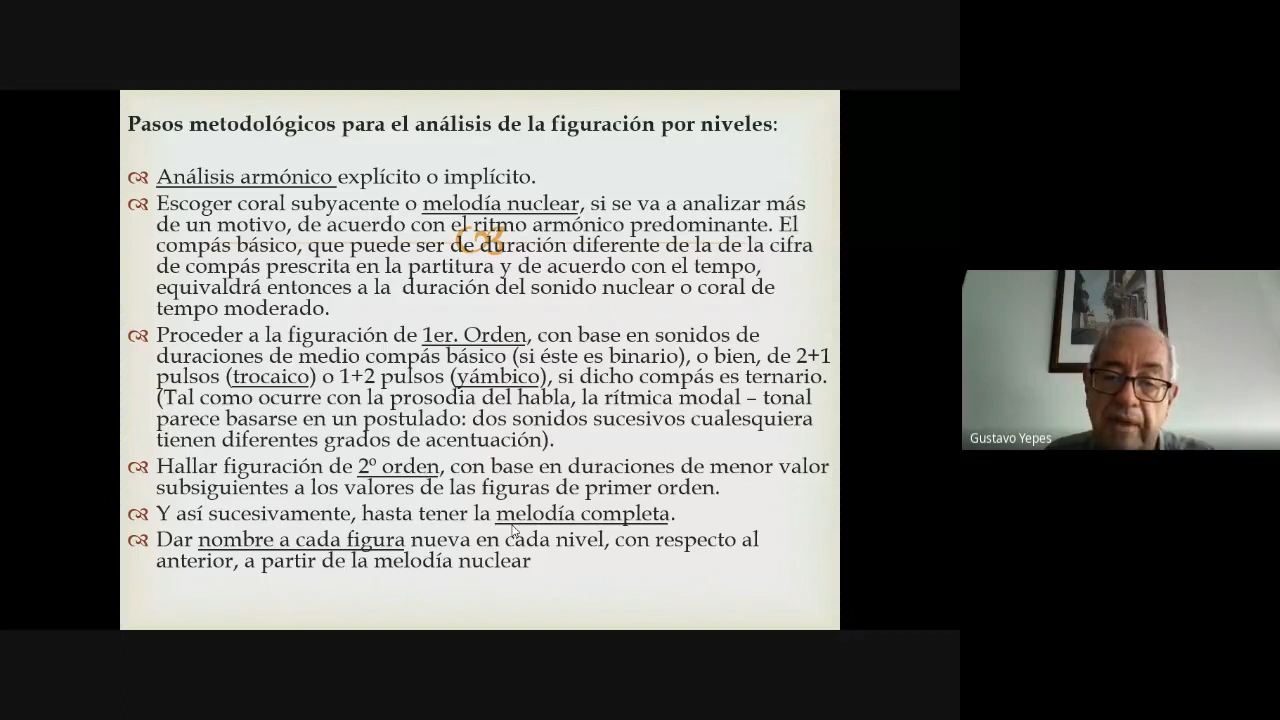 Pasos metodológicos para el análisis de la figuración por niveles:
Análisis armónico explícito o implícito.
Escoger coral subyacente o melodía nuclear, si se va a analizar más
de un motivo, de acuerdo con el ritmo armónico predominante. El
compás básico, que puede ser de duración diferente de la de la cifra
de compás prescrita en la partitura y de acuerdo con el tempo,
equivaldrá entonces a la duración del sonido nuclear o coral de
tempo moderado.
Proceder a la figuración de 1er. Orden, con base en sonidos de
duraciones de medio compás básico (si éste es binario), o bien, de 2+1
pulsos (trocaico) o 1+2 pulsos (yámbico), si dicho compás es ternario.
(Tal como ocurre con la prosodia del habla, la rítmica modal – tonal
parece basarse en un postulado: dos sonidos sucesivos cualesquiera
tienen diferentes grados de acentuación).
Hallar figuración de 2º orden, con base en duraciones de menor valor
subsiguientes a los valores de las figuras de primer orden.
Y así sucesivamente, hasta tener la melodía completa.
Dar nombre a cada figura nueva en cada nivel, con respecto al
anterior, a partir de la melodía nuclear
Gustavo Yepes